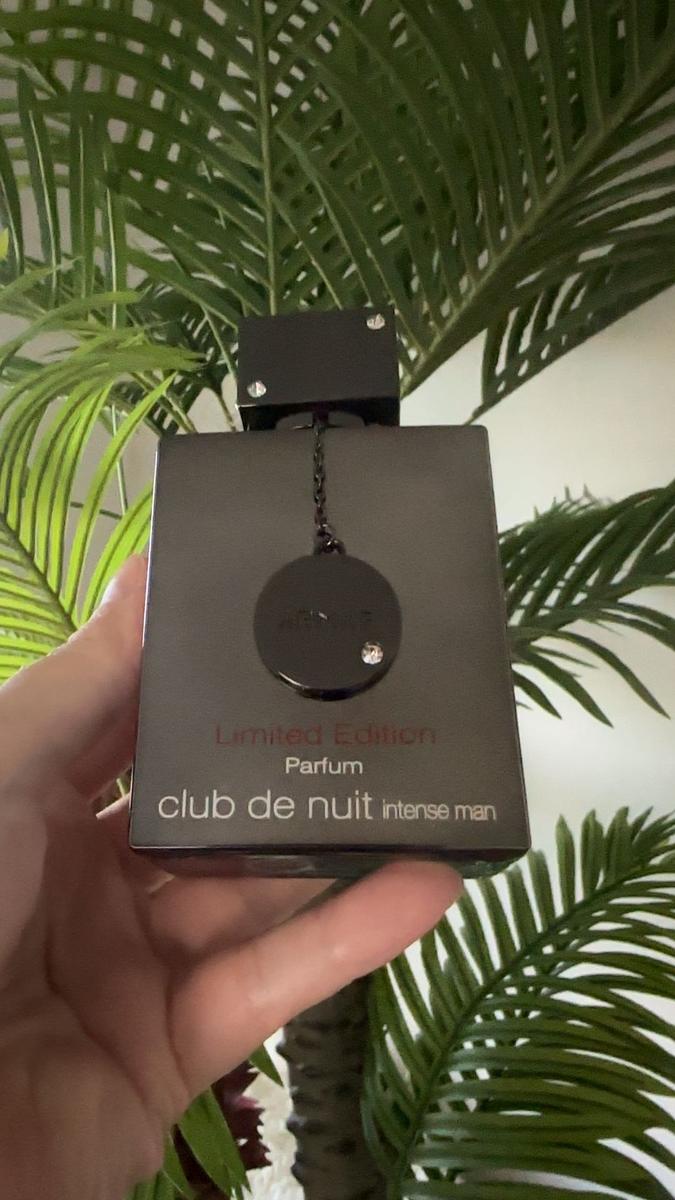 Limited Edition
Parfum
club de nuit intense man